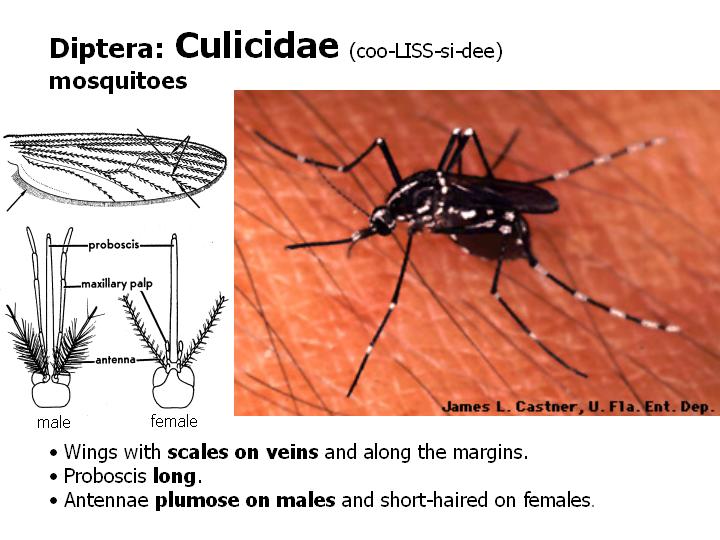 Diptera: Culicidae (coo-LISS-si-dee)
mosquitoes
proboscis
maxillary palp
antenna
male
female
James L. Castner, U. Fla. Ent. Dep.
• Wings with scales on veins and along the margins.
• Proboscis long.
• Antennae plumose on males and short-haired on females.